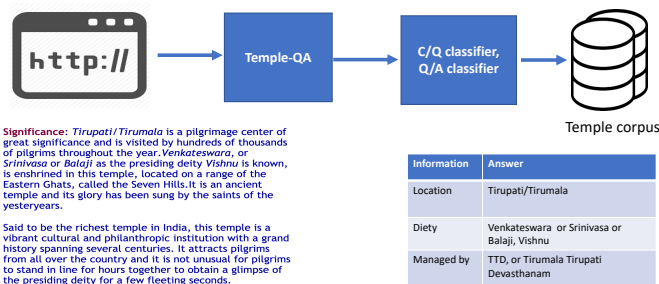 http://
Temple-QA
C/Q classifier,
Q/A classifier
Temple corpus
Significance: Tirupati/Tirumala is a pilgrimage center of
great significance and is visited by hundreds of thousands
of pilgrims throughout the year.Venkateswara, or
Srinivasa or Balaji as the presiding deity Vishnu is known,
is enshrined in this temple, located on a range of the
Eastern Ghats, called the Seven Hills.It is an ancient
temple and its glory has been sung by the saints of the
yesteryears.
Said to be the richest temple in India, this temple is a
vibrant cultural and philanthropic institution with a grand
history spanning several centuries. It attracts pilgrims
from all over the country and it is not unusual for pilgrims
to stand in line for hours together to obtain a glimpse of
the presiding deity for a few fleeting seconds.
Information Answer
Location Tirupati/Tirumala
Diety Venkateswara or Srinivasa or
Balaji, Vishnu
Managed by TTD, or Tirumala Tirupati
Devasthanam